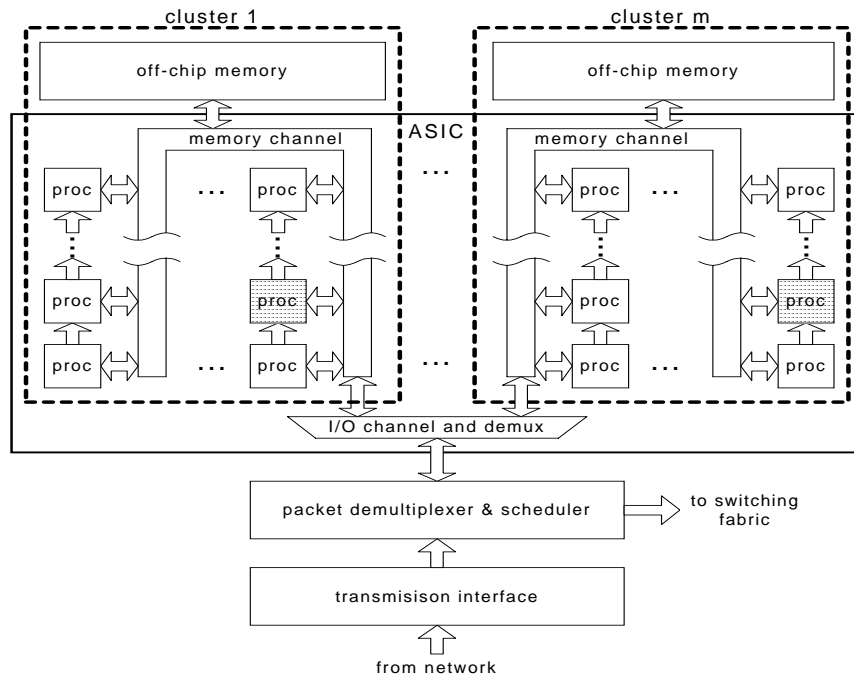 cluster 1
cluster m
off-chip memory
off-chip memory
memory channel
ASIC
memory channel
...
proc
...
proc
proc
...
proc
...
...
...
...
proc
proc
proc
proc
proc
...
proc
...
proc
...
proc
I/O channel and demux
packet demultiplexer & scheduler
to switching
fabric
transmisison interface
from network